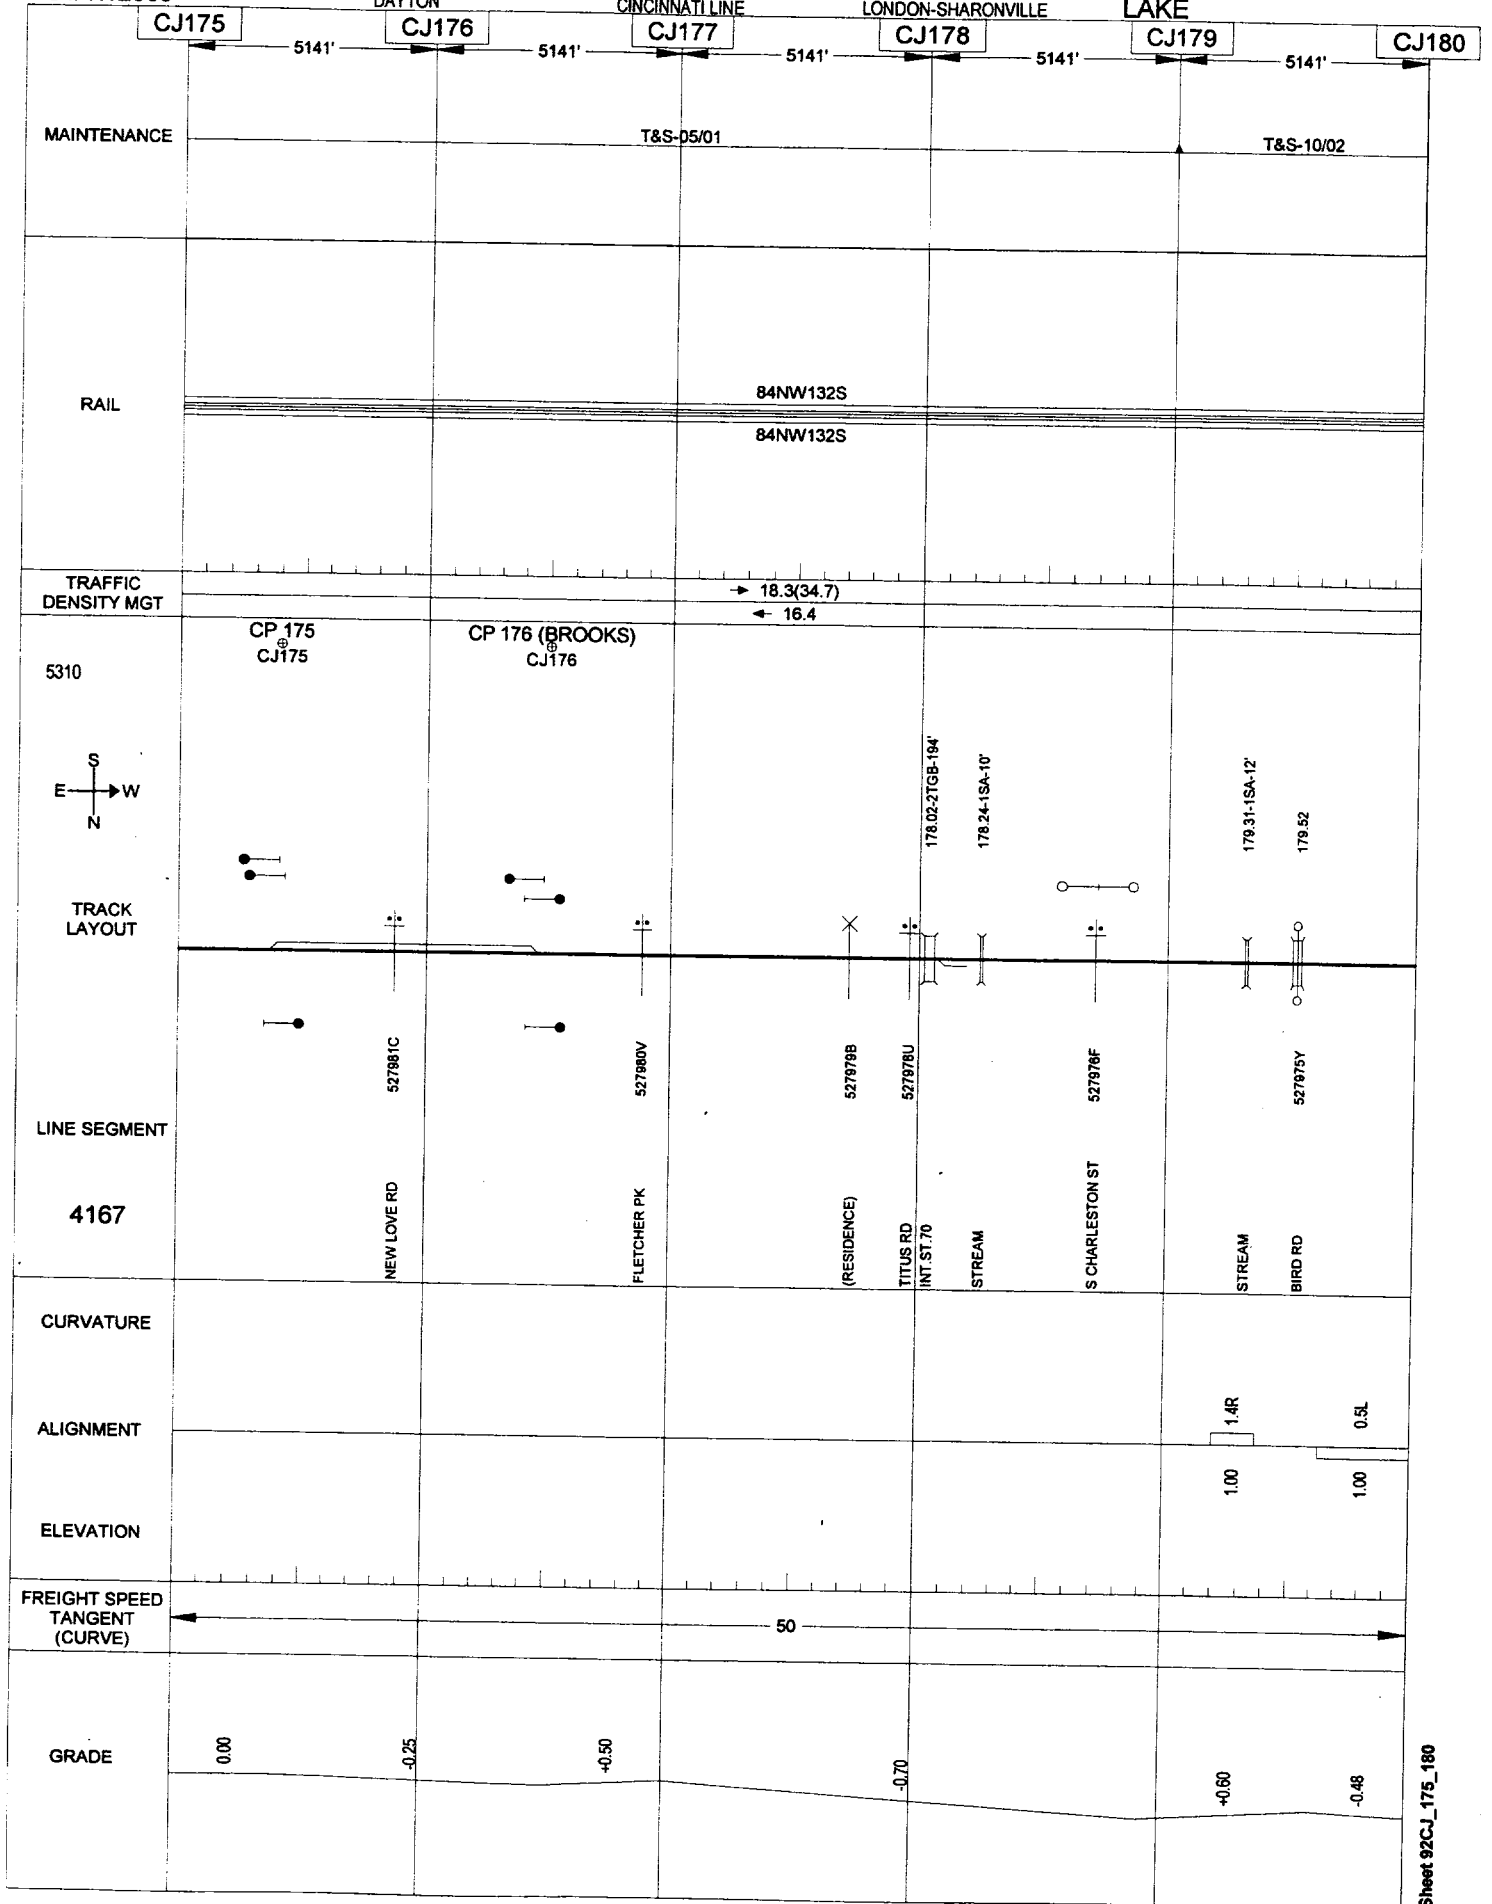 DAYTON
CINCINNATI LINE
LONDON-SHARONVILLE
LAKE
CJ175
CJ176
CJ177
CJ178
CJ179
CJ180
5141'
5141'
5141'
5141'
5141'
MAINTENANCE
T&S-05/01
T&S-10/02
RAIL
84NW132S
84NW132S
TRAFFIC
DENSITY MGT
18.3(34.7)
16.4
CP 175
CJ175
CP 176 (BROOKS)
CJ176
5310
S
E
W
N
178.02-2TGB-194'
178.24-1SA-10'
179.31-1SA-12'
179.52
TRACK
LAYOUT
527981C
527980V
527979B
527978U
527976F
527975Y
LINE SEGMENT
4167
NEW LOVE RD
FLETCHER PK
(RESIDENCE)
TITUS RD
INT.ST.70
STREAM
S CHARLESTON ST
STREAM
BIRD RD
CURVATURE
ALIGNMENT
1.4R
0.5L
1.00
1.00
ELEVATION
FREIGHT SPEED
TANGENT
(CURVE)
50
GRADE
0.00
-0.25
+0.50
-0.70
+0.60
-0.48
Sheet 92CJ_175_180